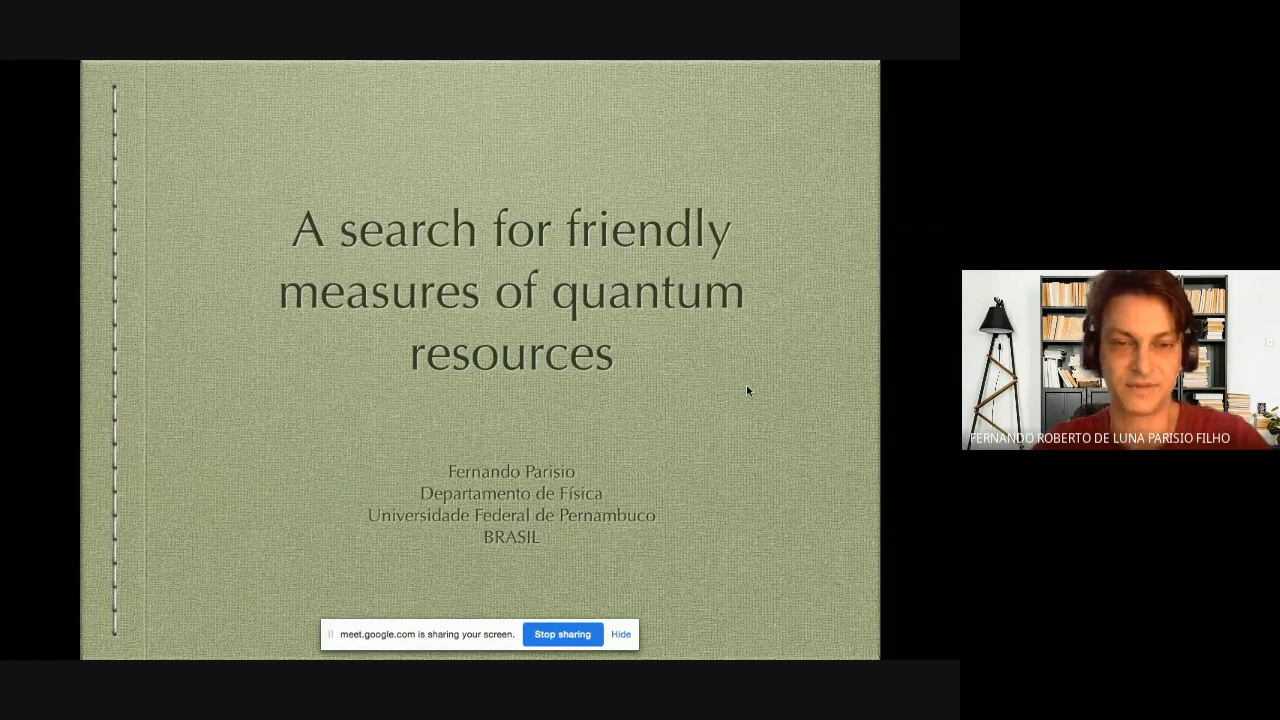 A search for friendly
measures of quantum
resources
Fernando Parisio
Departamento de Física
Universidade Federal de Pernambuco
BRASIL
meet.google.com is sharing your screen.
Stop sharing
Hide
FERNANDO ROBERTO DE LUNA PARISIO FILHO